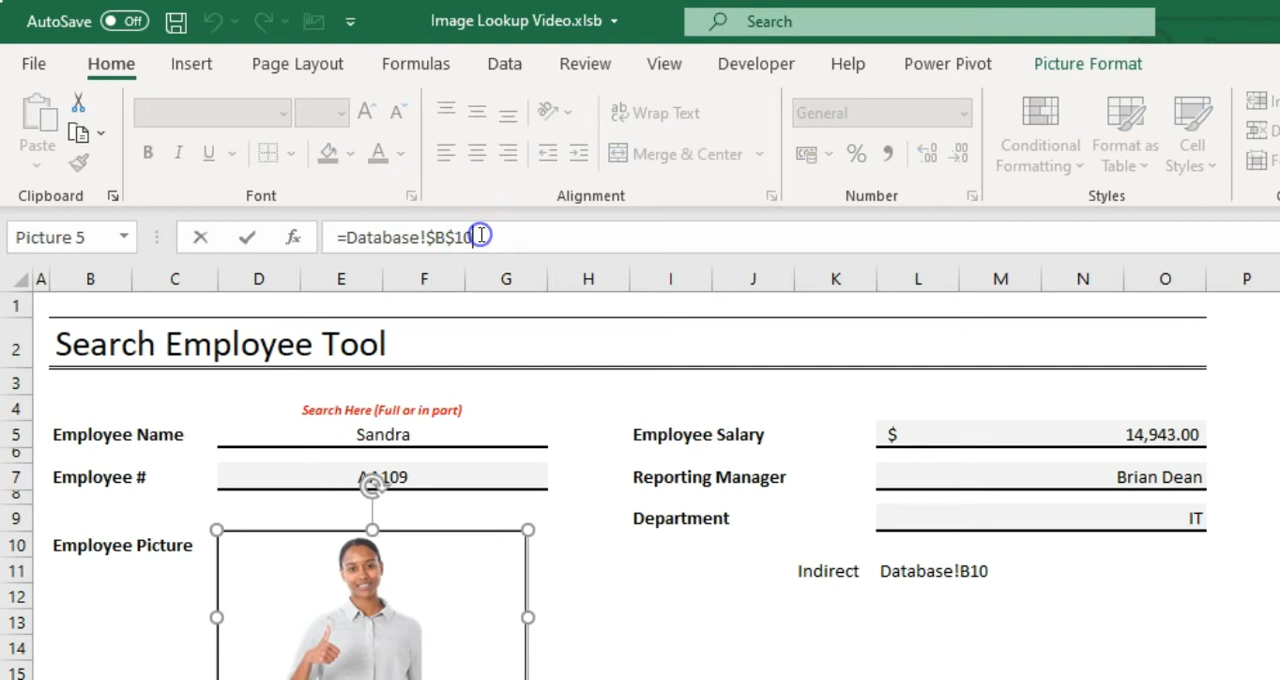 AutoSave Off Image Lookup Video.xlsb Search
File Home Insert Page Layout Formulas Data Review View Developer Help Power Pivot Picture Format
Paste
B I U
Wrap Text
Merge & Center
General
$ % 9
Conditional Formatting
Format as Table
Cell Styles
Clipboard Font Alignment Number Styles
Picture 5 fx =Database!$B$10
A B C D E F G H I J K L M N O P
1
2 Search Employee Tool
3
4 Search Here (Full or in part)
5 Employee Name Sandra Employee Salary $ 14,943.00
6
7 Employee # Reporting Manager Brian Dean
8
9 Department IT
10 Employee Picture
11 Indirect Database!B10
12
13
14
15